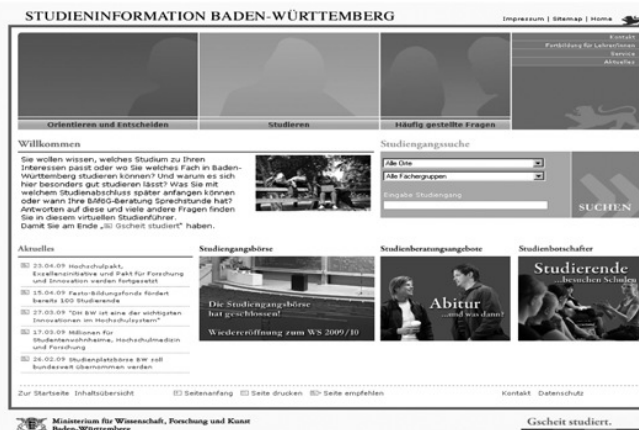 STUDIENINFORMATION BADEN-WÜRTTEMBERG
Impressum | Sitemap | Home
Kontakt
Fortbildung für Lehrer/innen
Service
Aktuelles
Orientieren und Entscheiden
Studieren
Häufig gestellte Fragen
Willkommen
Sie wollen wissen, welches Studium zu Ihren
Interessen passt oder wo Sie welches Fach in Baden-
Württemberg studieren können? Und warum es sich
hier besonders gut studieren lässt? Was Sie mit
welchem Studienabschluss später anfangen können
oder wann Ihre BAföG-Beratung Sprechstunde hat?
Antworten auf diese und viele andere Fragen finden
Sie in diesem virtuellen Studienführer.
Damit Sie am Ende „Gscheit studiert" haben.
Studiengangssuche
Alle Orte
Alle Fächergruppen
Eingabe Studiengang
SUCHEN
Aktuelles
23.04.09 Hochschulpakt,
Exzellenzinitiative und Pakt für Forschung
und Innovation werden fortgesetzt
15.04.09 Festo-Bildungsfonds fördert
bereits 100 Studierende
27.03.09 "DH BW ist eine der wichtigsten
Innovationen im Hochschulsystem"
17.03.09 Millionen für
Studentenwohnheime, Hochschulmedizin
und Forschung
26.02.09 Studienplatzbörse BW soll
bundesweit übernommen werden
Studiengangsbörse
Die Studiengangsbörse
hat geschlossen!
Wiedereröffnung zum WS 2009/10
Studienberatungsangebote
Abitur
...und was dann?
Studienbotschafter
Studierende
...besuchen Schulen
Zur Startseite Inhaltsübersicht
Seitenanfang Seite drucken Seite empfehlen
Kontakt Datenschutz
Ministerium für Wissenschaft, Forschung und Kunst
Baden-Württemberg
Gscheit studiert.